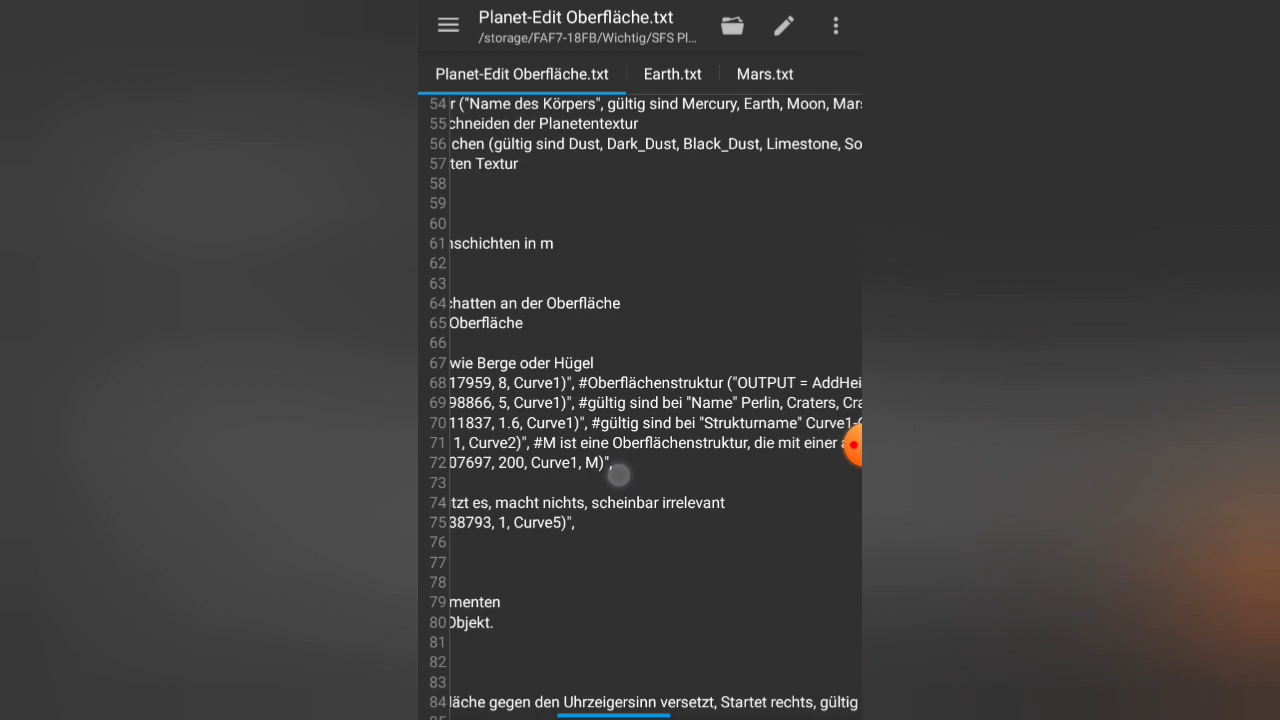 Planet-Edit Oberfläche.txt
/storage/FAF7-18FB/Wichtig/SFS Pl...
Planet-Edit Oberfläche.txt Earth.txt Mars.txt
54 r ("Name des Körpers", gültig sind Mercury, Earth, Moon, Mars
55 chneiden der Planetentextur
56 chen (gültig sind Dust, Dark_Dust, Black_Dust, Limestone, So
57 ten Textur
58
59
60
61 schichten in m
62
63
64 chatten an der Oberfläche
65 Oberfläche
66
67 wie Berge oder Hügel
68 17959, 8, Curve1)", #Oberflächenstruktur ("OUTPUT = AddHei
69 98866, 5, Curve1)", #gültig sind bei "Name" Perlin, Craters, Cra
70 11837, 1.6, Curve1)", #gültig sind bei "Strukturname" Curve1-
71 1, Curve2)", #M ist eine Oberflächenstruktur, die mit einer
72 07697, 200, Curve1, M)",
73
74 tzt es, macht nichts, scheinbar irrelevant
75 38793, 1, Curve5)",
76
77
78
79 menten
80 Objekt.
81
82
83
84 läche gegen den Uhrzeigersinn versetzt, Startet rechts, gültig